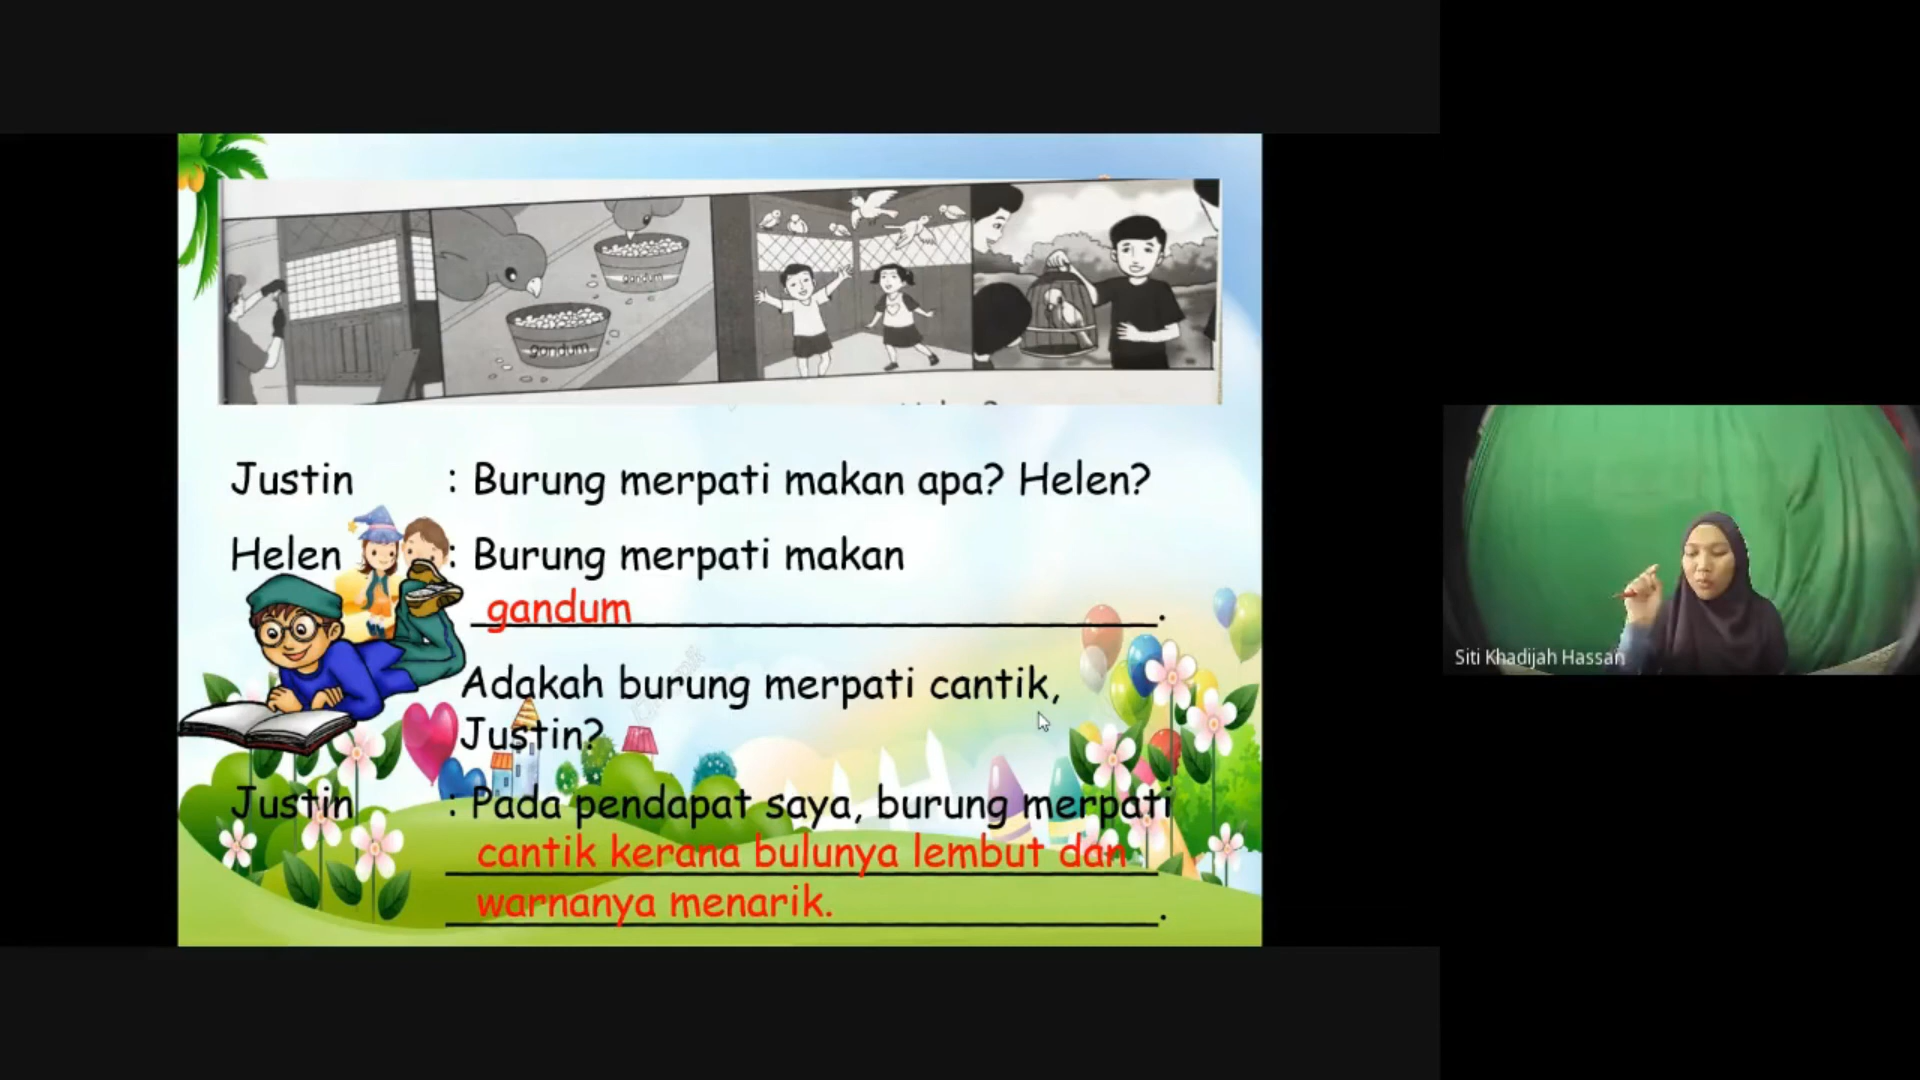 gandum
gandum
Justin : Burung merpati makan apa? Helen?
Helen : Burung merpati makan
gandum.
Adakah burung merpati cantik,
Justin?
Justin : Pada pendapat saya, burung merpati
cantik kerana bulunya lembut dan
warnanya menarik. .
Siti Khadijah Hassan